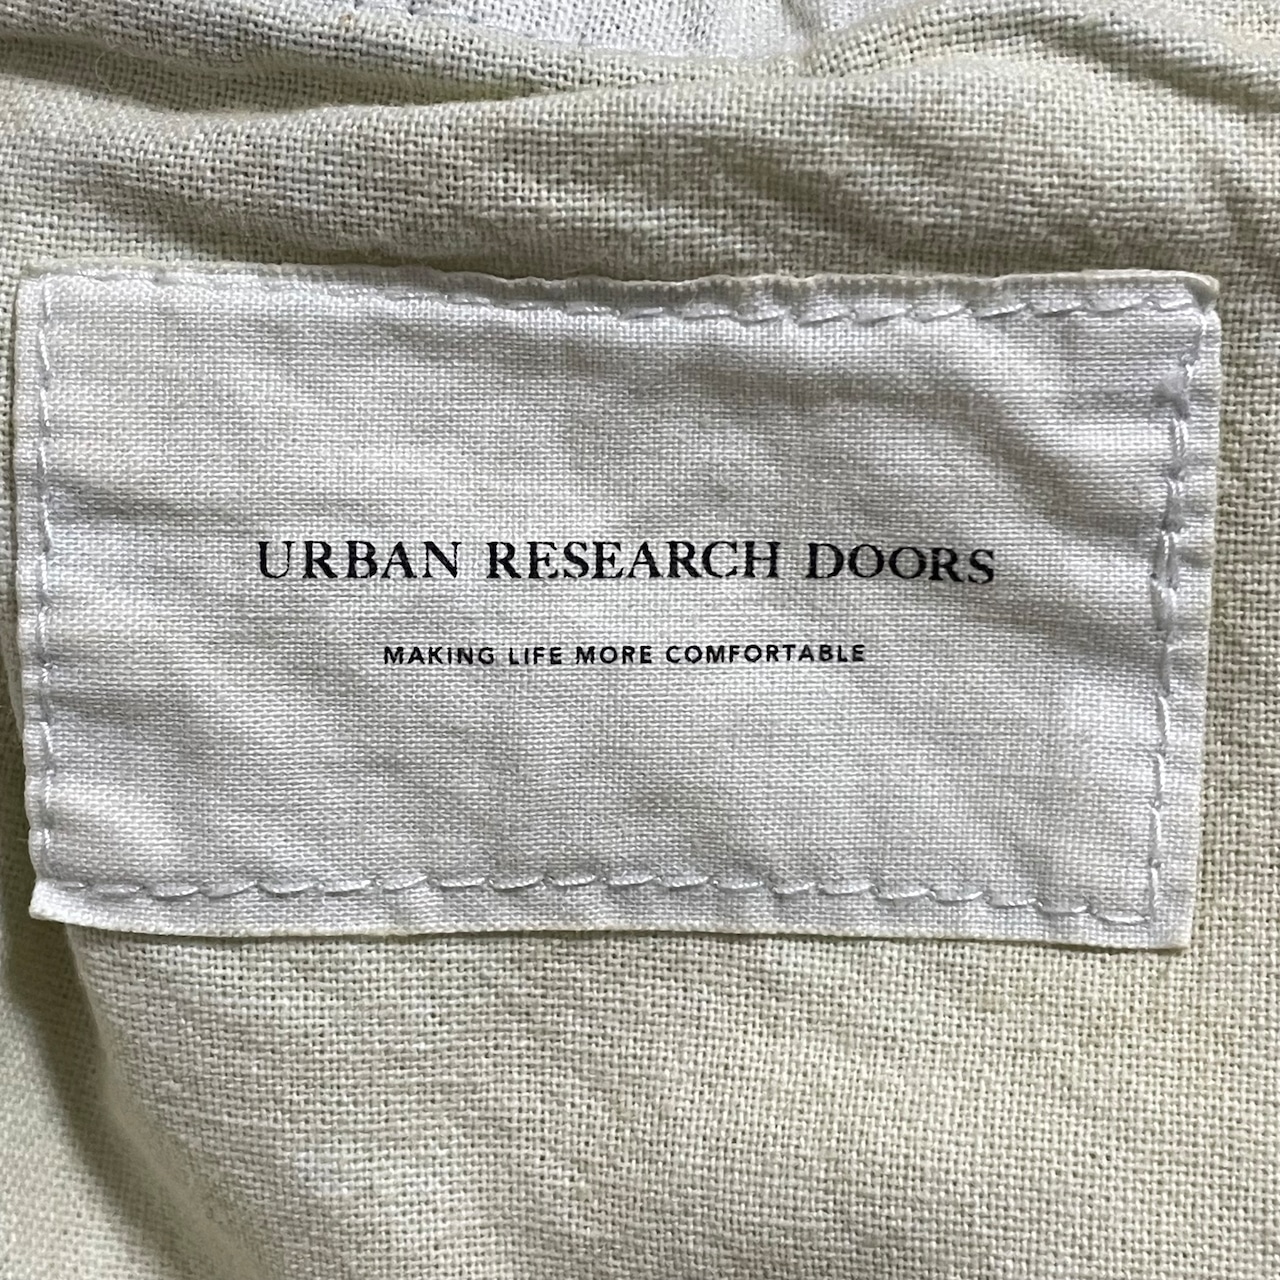 URBAN RESEARCH DOORS
MAKING LIFE MORE COMFORTABLE